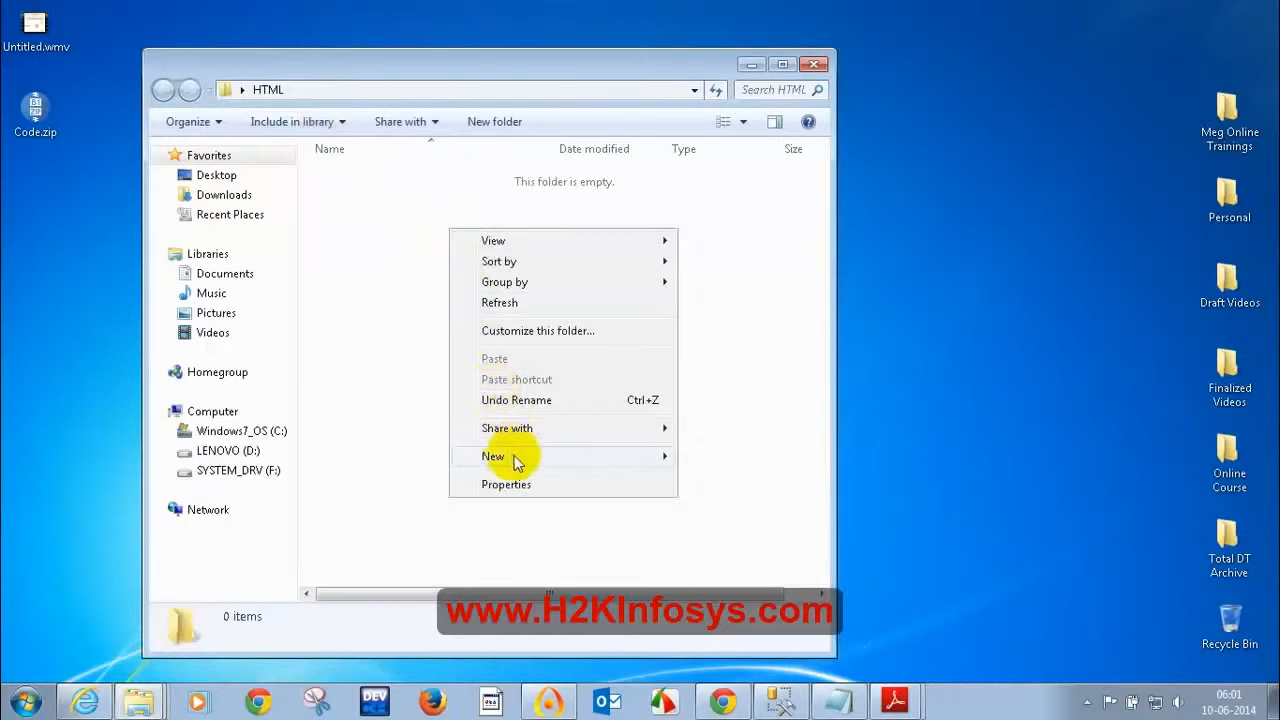 Untitled.wmv
Code.zip
HTML
Search HTML
Organize
Include in library
Share with
New folder
Name
Date modified
Type
Size
This folder is empty.
Favorites
Desktop
Downloads
Recent Places
Libraries
Documents
Music
Pictures
Videos
Homegroup
Computer
Windows7_OS (C:)
LENOVO (D:)
SYSTEM_DRV (F:)
Network
View
Sort by
Group by
Refresh
Customize this folder...
Paste
Paste shortcut
Undo Rename Ctrl+Z
Share with
New
Properties
0 items
www.H2KInfosys.com
Meg Online
Trainings
Personal
Draft Videos
Finalized
Videos
Online
Course
Total DT
Archive
Recycle Bin
DEV
06:01
10-06-2014